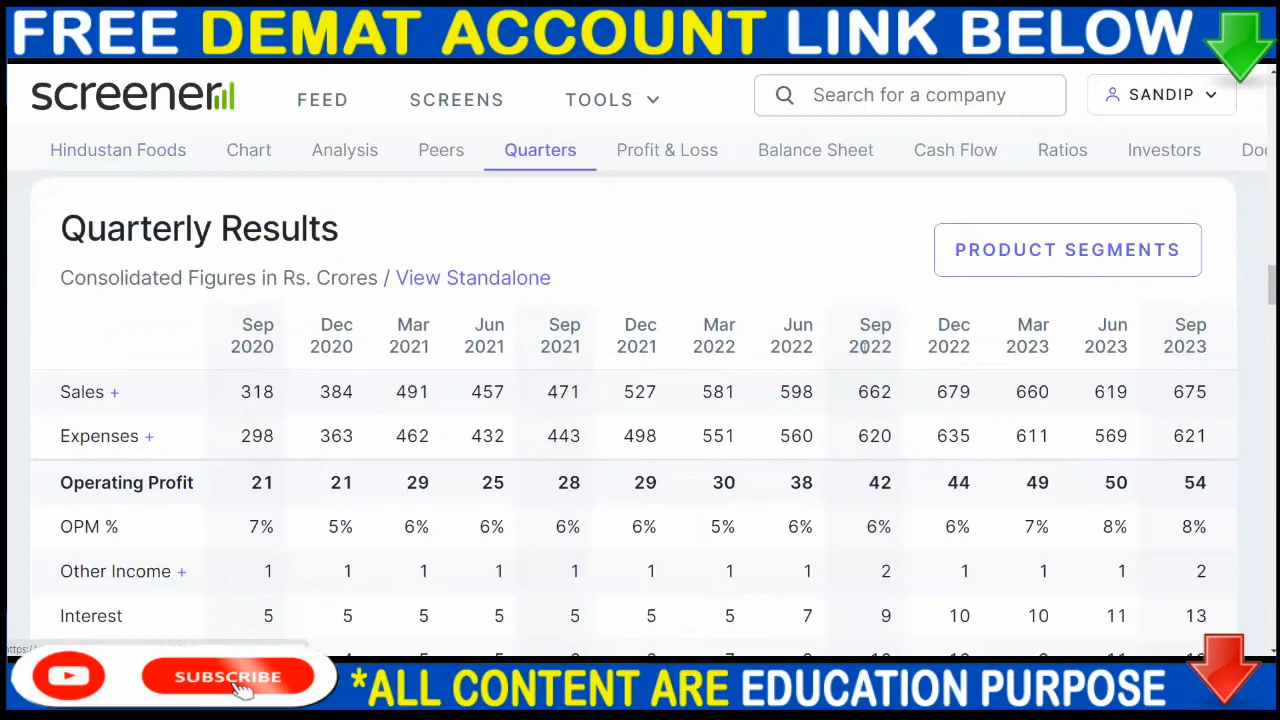 FREE DEMAT ACCOUNT LINK BELOW
screener
FEED SCREENS TOOLS Search for a company SANDIP
Hindustan Foods Chart Analysis Peers Quarters Profit & Loss Balance Sheet Cash Flow Ratios Investors Doc
Quarterly Results
PRODUCT SEGMENTS
Consolidated Figures in Rs. Crores / View Standalone
Sep Dec Mar Jun Sep Dec Mar Jun Sep Dec Mar Jun Sep
2020 2020 2021 2021 2021 2021 2022 2022 2022 2022 2023 2023 2023
Sales + 318 384 491 457 471 527 581 598 662 679 660 619 675
Expenses + 298 363 462 432 443 498 551 560 620 635 611 569 621
Operating Profit 21 21 29 25 28 29 30 38 42 44 49 50 54
OPM % 7% 5% 6% 6% 6% 6% 5% 6% 6% 6% 7% 8% 8%
Other Income + 1 1 1 1 1 1 1 1 2 1 1 1 2
Interest 5 5 5 5 5 5 5 7 9 10 10 11 13
SUBSCRIBE
*ALL CONTENT ARE EDUCATION PURPOSE